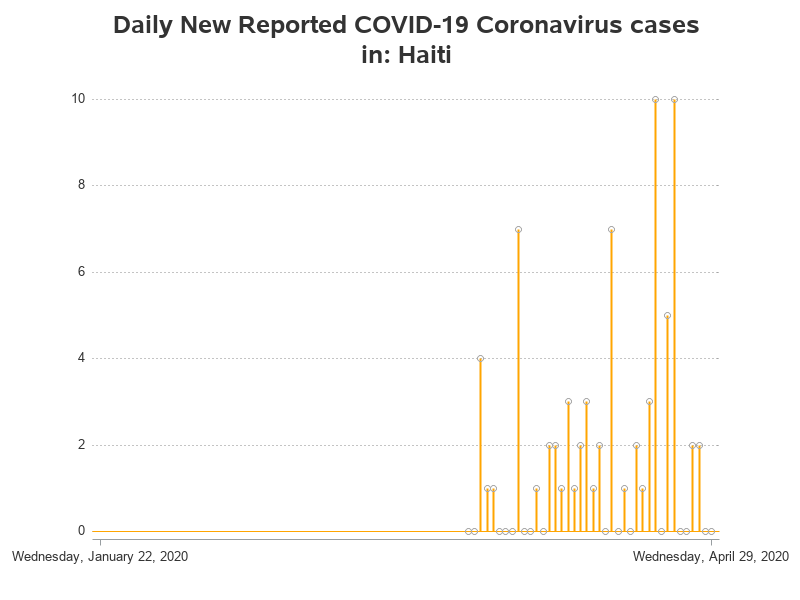 Daily New Reported COVID-19 Coronavirus cases
in: Haiti
10
8
6
4
2
0
Wednesday, January 22, 2020 Wednesday, April 29, 2020